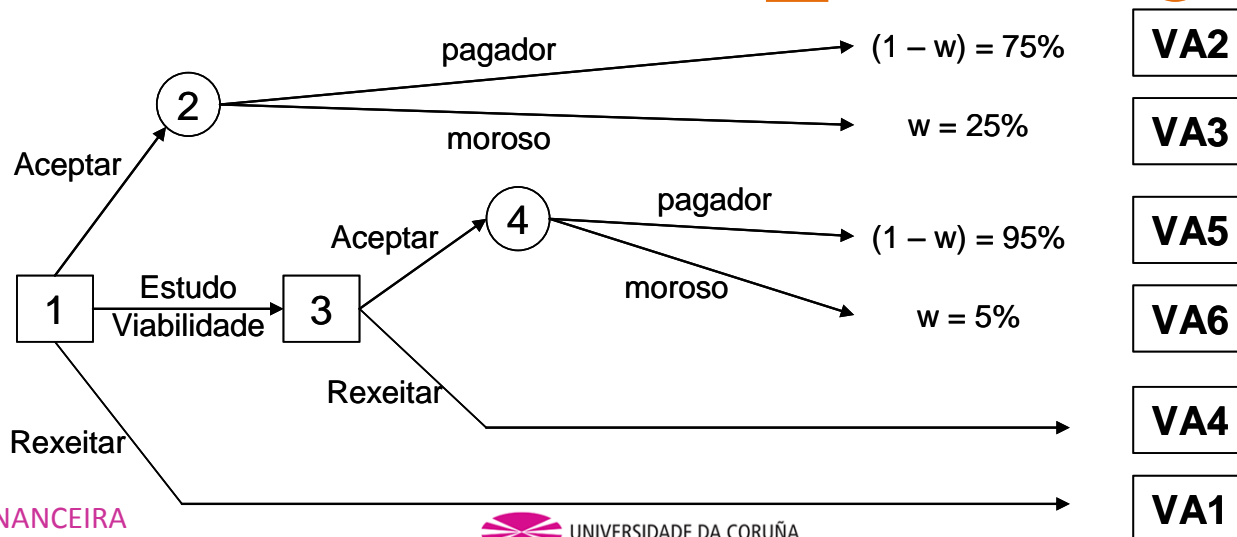 pagador
(1 – w) = 75%
VA2
2
moroso
w = 25%
VA3
Aceptar
pagador
4
(1 – w) = 95%
VA5
Aceptar
moroso
Estudo
Viabilidade
1
3
w = 5%
VA6
Rexeitar
VA4
Rexeitar
VA1
NANCEIRA
UNIVERSIDADE DA CORUÑA